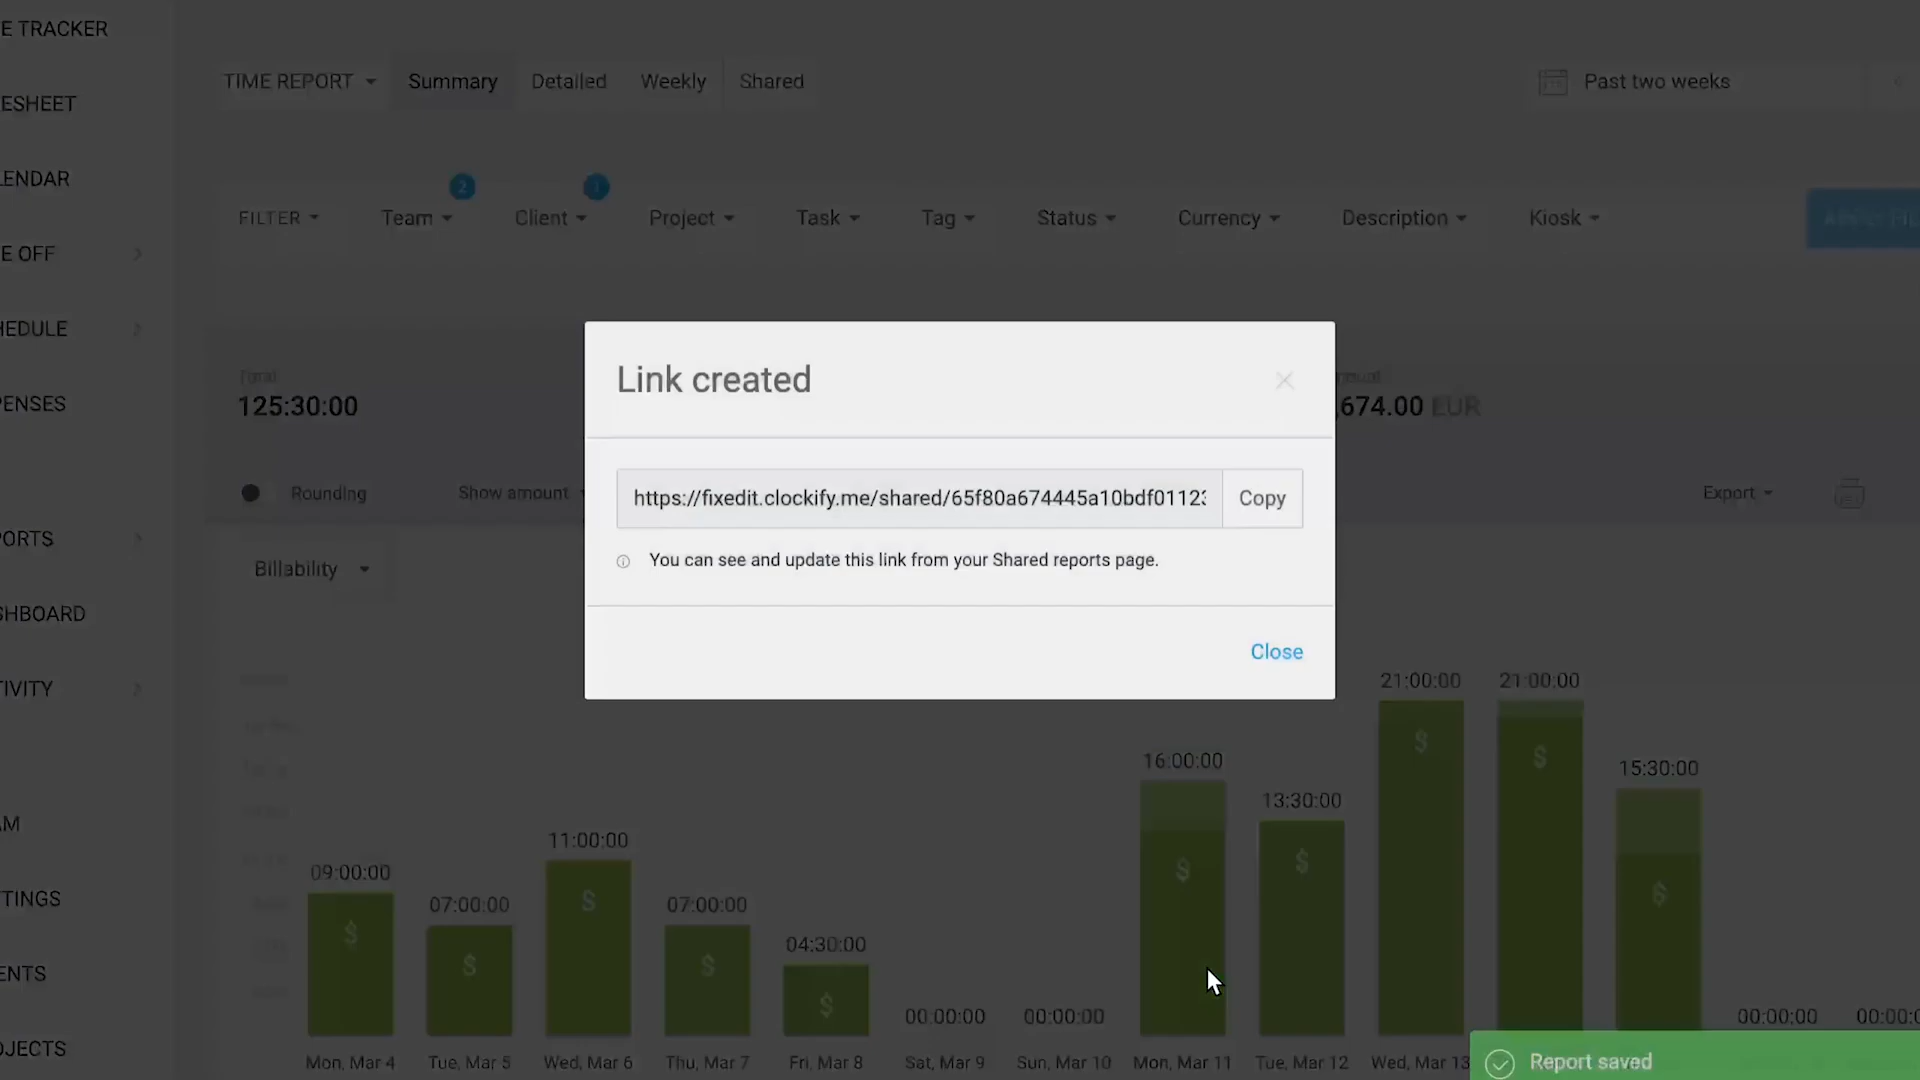 E TRACKER
TIME REPORT Summary Detailed Weekly Shared Past two weeks
ESHEET
LENDAR
2 1
FILTER Team Client Project Task Tag Status Currency Description Kiosk
E OFF
HEDULE
Total
125:30:00
,674.00 EUR
PENSES
Link created
Rounding Show amount Export
https://fixedit.clockify.me/shared/65f80a674445a10bdf0112 Copy
You can see and update this link from your Shared reports page.
Close
PORTS
Billability
SHBOARD
TIVITY
AM
TTINGS
ENTS
OJECTS
21:00:00 21:00:00
16:00:00 15:30:00
13:30:00
11:00:00
09:00:00
07:00:00 07:00:00
04:30:00
00:00:00 00:00:00 00:00:00 00:00:0
$ $ $ $ $ $ $ $ $ $
Mon, Mar 4 Tue, Mar 5 Wed, Mar 6 Thu, Mar 7 Fri, Mar 8 Sat, Mar 9 Sun, Mar 10 Mon, Mar 11 Tue, Mar 12 Wed, Mar 13
Report saved